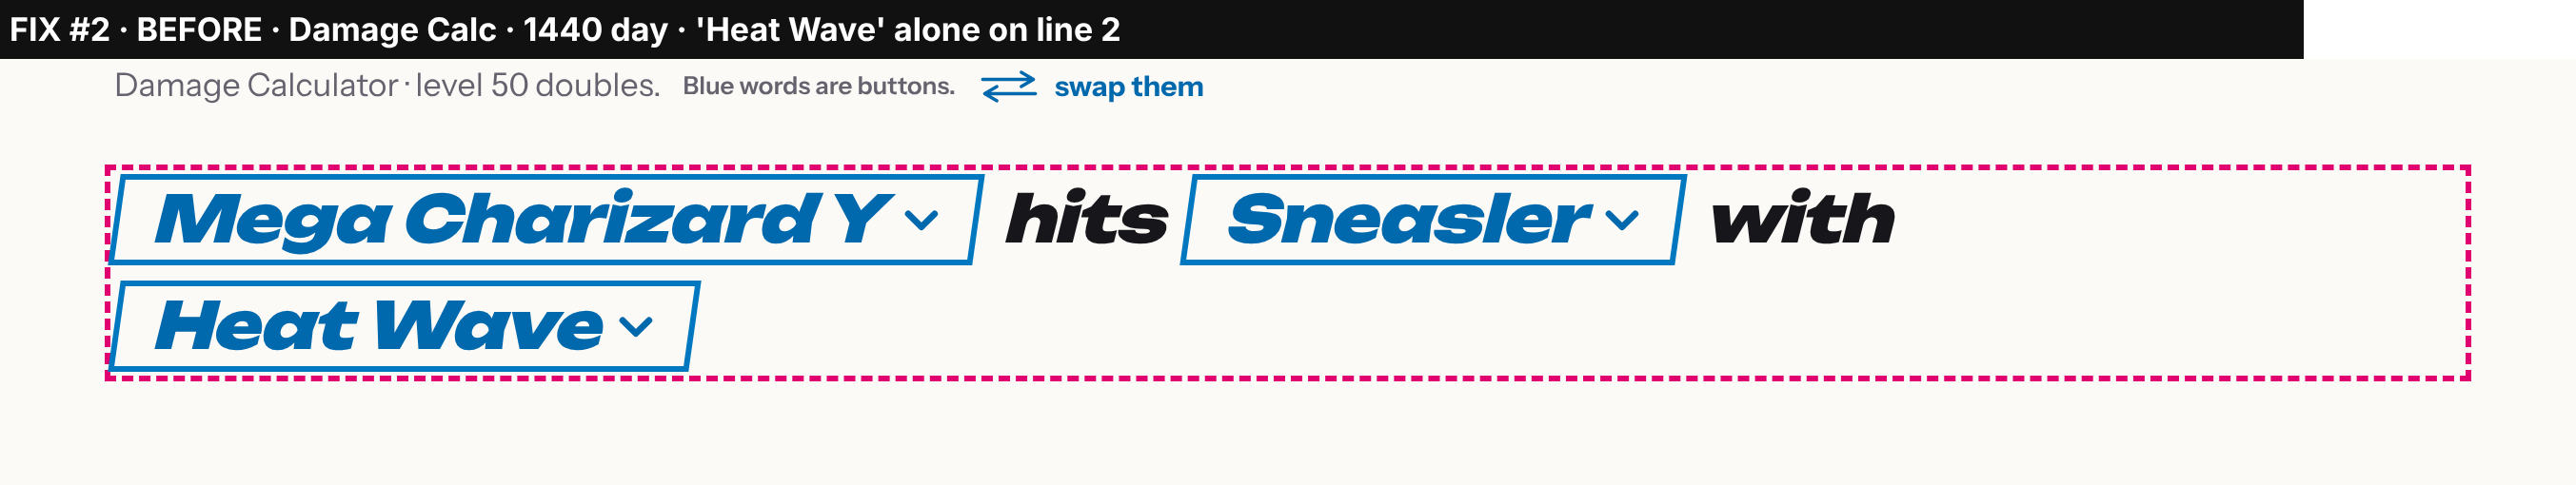 FIX #2 · BEFORE · Damage Calc · 1440 day · 'Heat Wave' alone on line 2
Damage Calculator · level 50 doubles. Blue words are buttons. swap them
Mega Charizard Y hits Sneasler with
Heat Wave